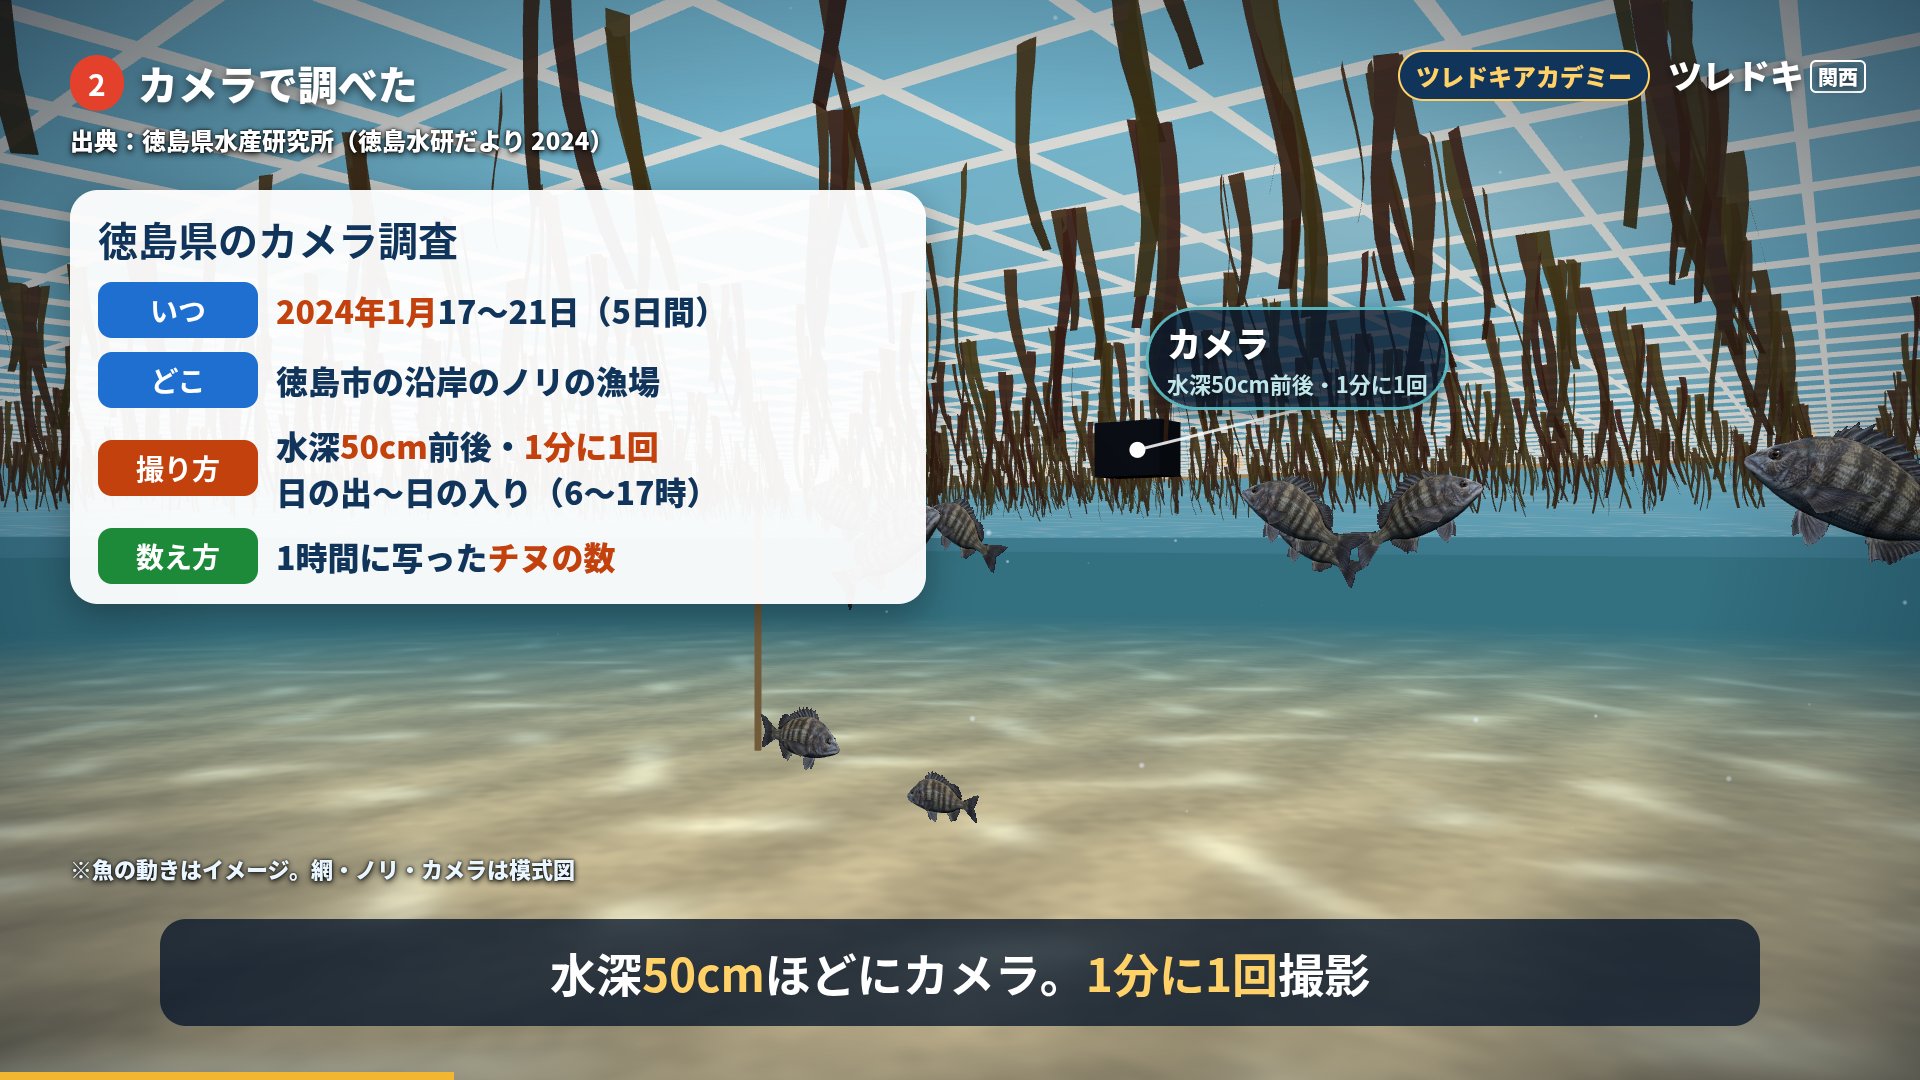 2 カメラで調べた
出典：徳島県水産研究所（徳島水研だより 2024）
ツレドキアカデミー
ツレドキ 関西
徳島県のカメラ調査
いつ 2024年1月17～21日（5日間）
どこ 徳島市の沿岸のノリの漁場
撮り方 水深50cm前後・1分に1回
日の出～日の入り（6～17時）
数え方 1時間に写ったチヌの数
カメラ
水深50cm前後・1分に1回
※魚の動きはイメージ。網・ノリ・カメラは模式図
水深50cmほどにカメラ。1分に1回撮影